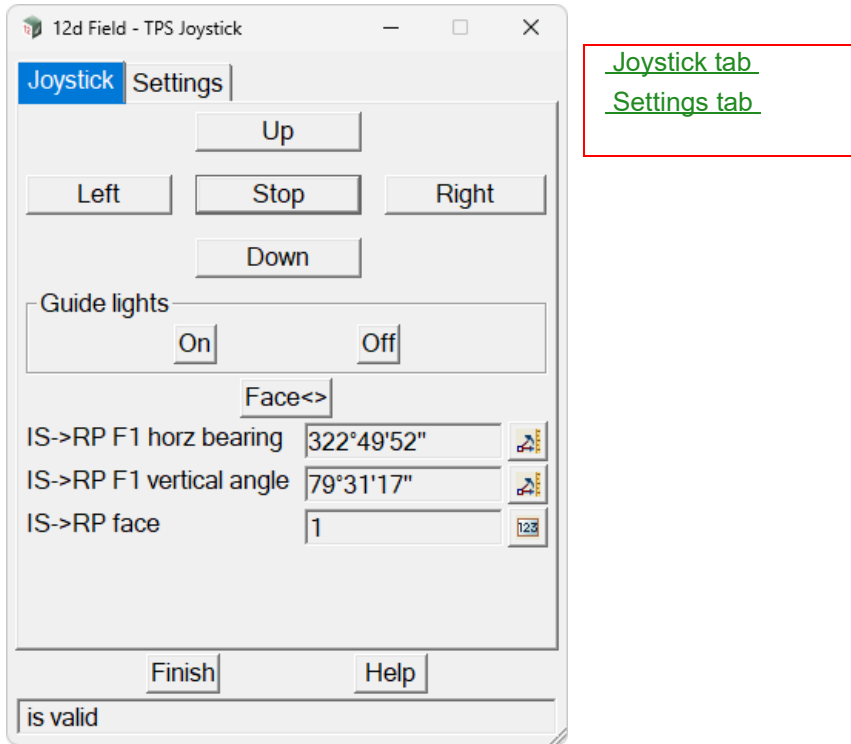 12d Field - TPS Joystick
Joystick Settings
Up
Left Stop Right
Down
Guide lights
On Off
Face<>
IS->RP F1 horz bearing 322°49'52"
IS->RP F1 vertical angle 79°31'17"
IS->RP face 1 123
Finish Help
is valid
Joystick tab
Settings tab